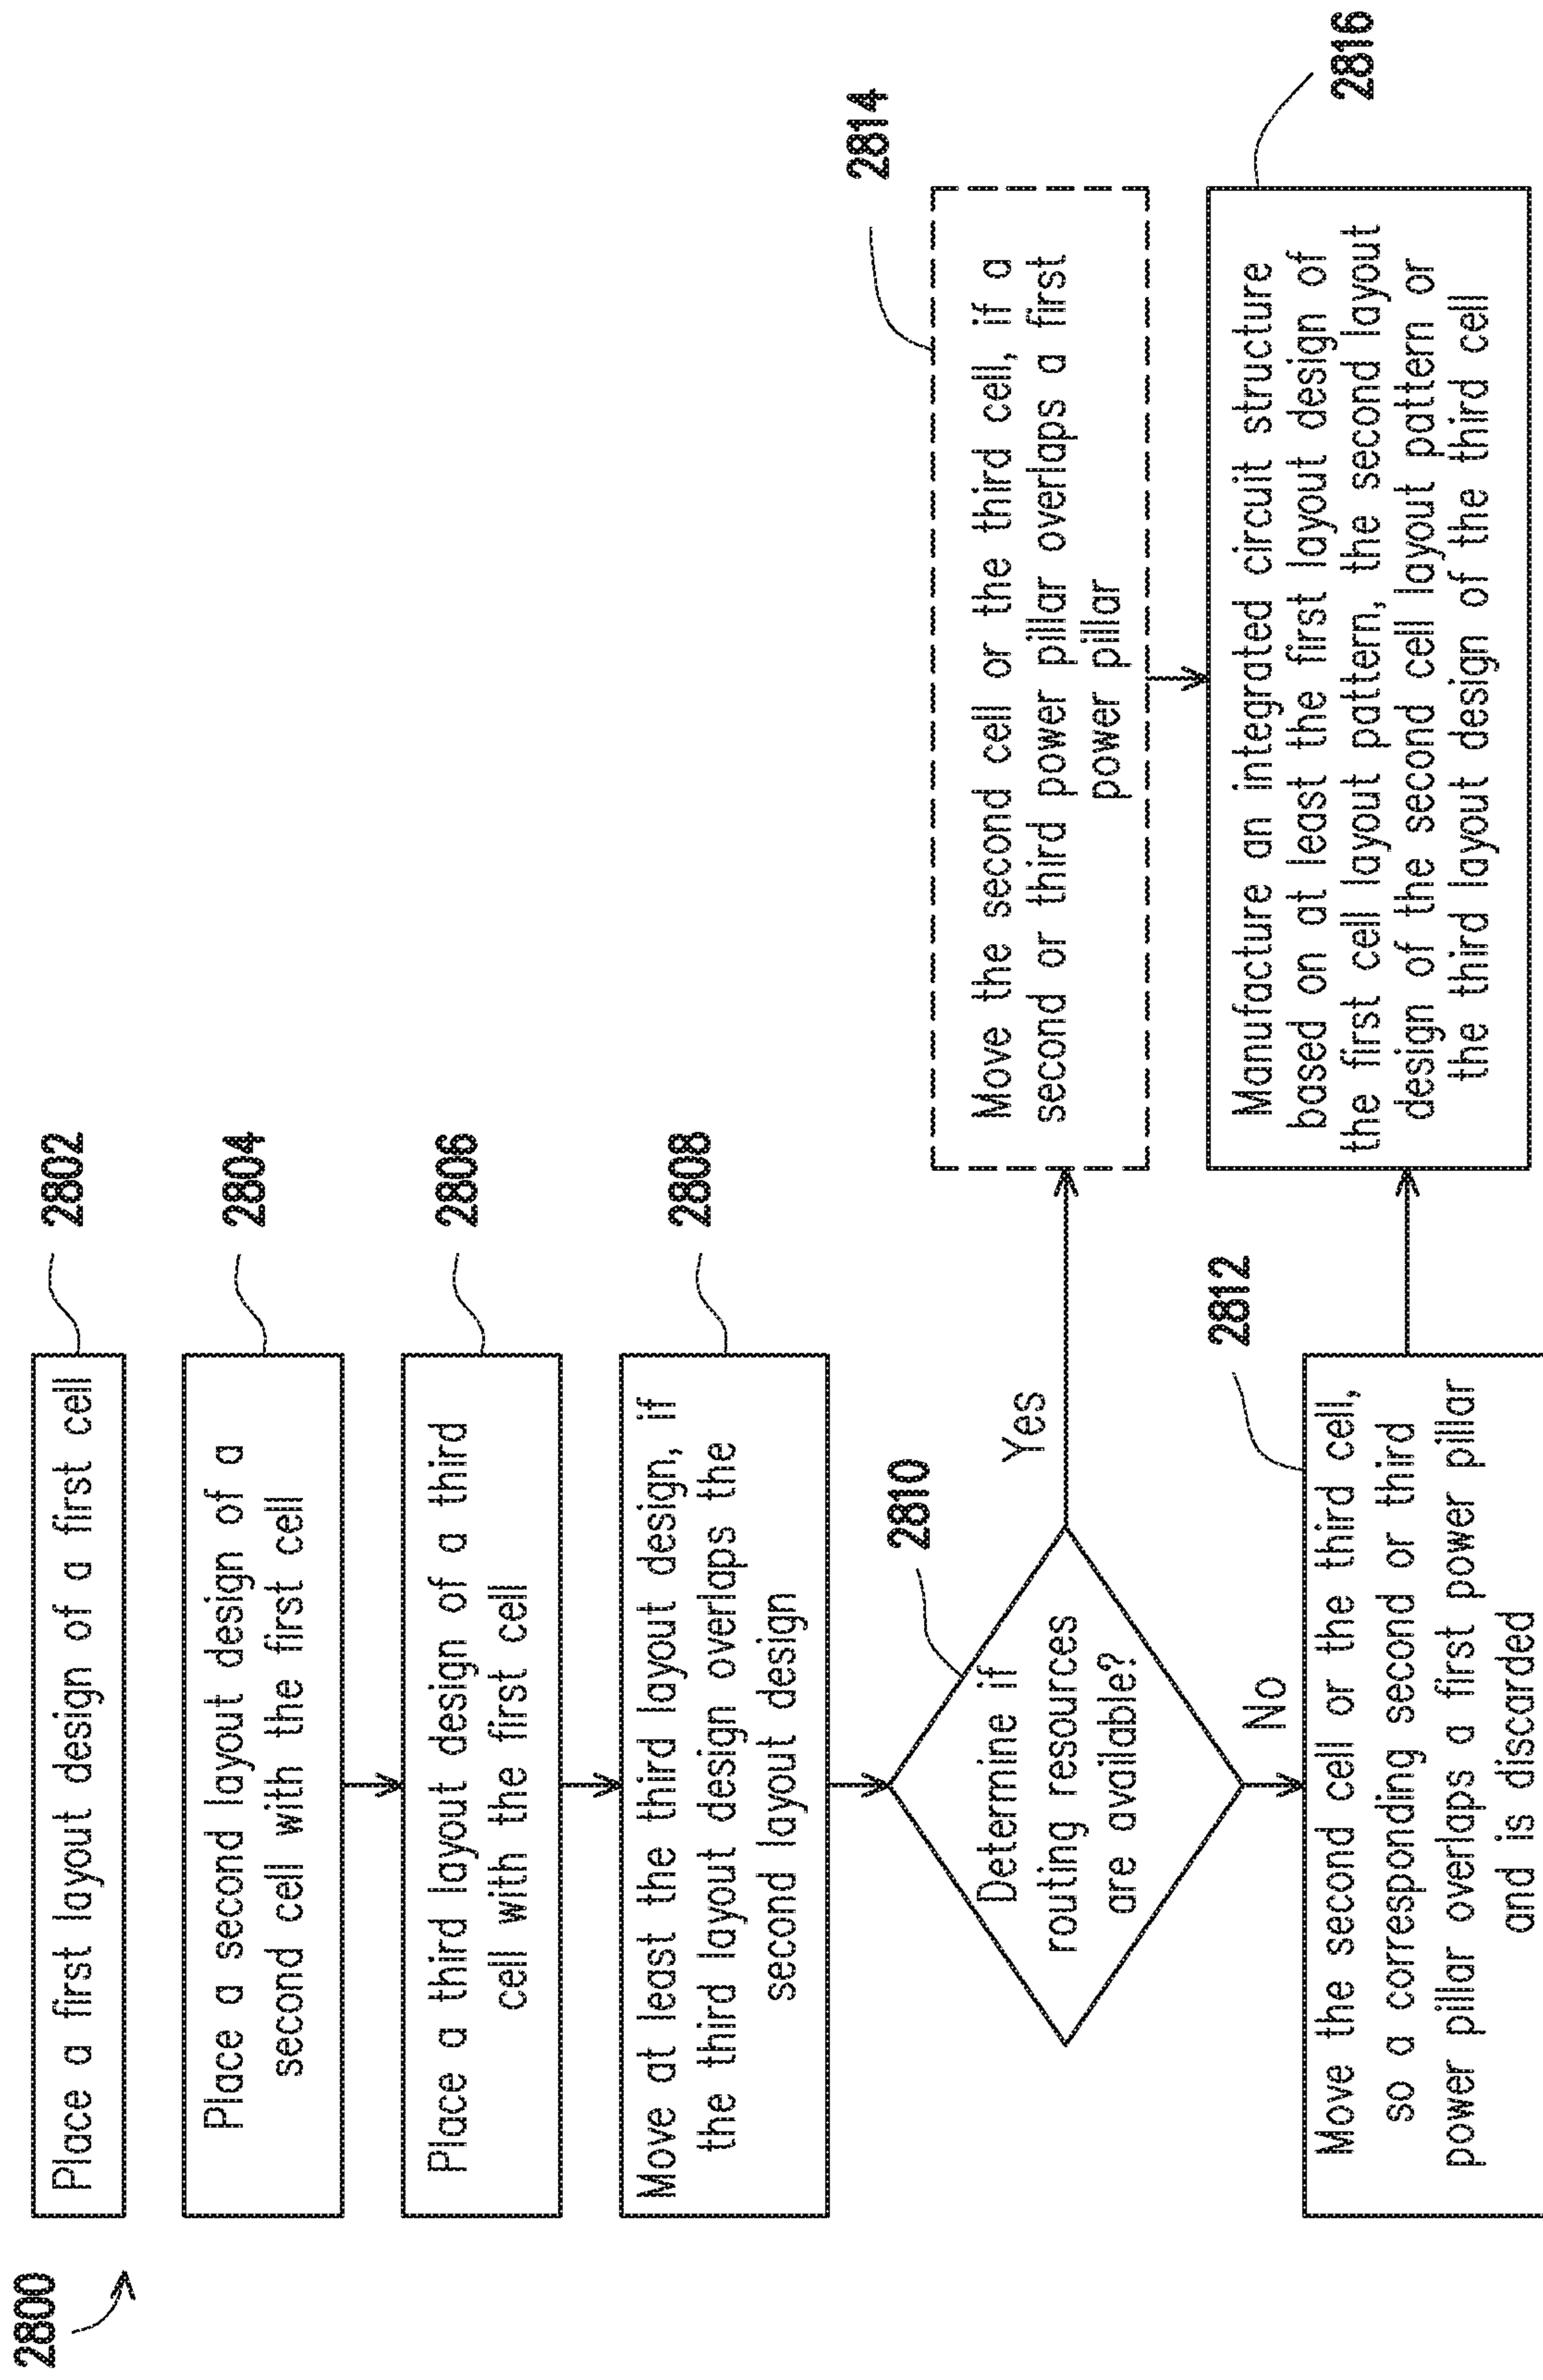 2800
Place a first layout design of a first cell
2802
Place a second layout design of a
second cell with the first cell
2804
Place a third layout design of a third
cell with the first cell
2806
Move at least the third layout design, if
the third layout design overlaps the
second layout design
2808
Determine if
routing resources
are available?
2810
Yes
No
Move the second cell or the third cell,
so a corresponding second or third
power pillar overlaps a first power pillar
and is discarded
2812
Move the second cell or the third cell, if a
second or third power pillar overlaps a first
power pillar
2814
Manufacture an integrated circuit structure
based on at least the first layout design of
the first cell layout pattern, the second layout
design of the second cell layout pattern or
the third layout design of the third cell
2816